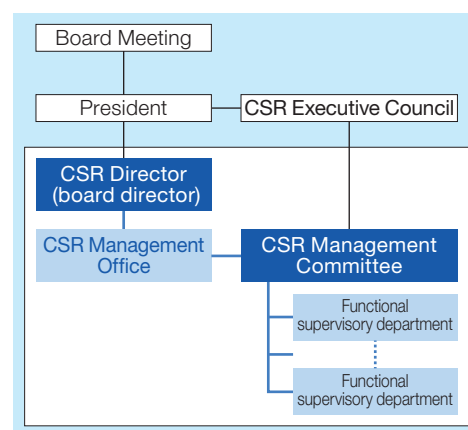 Board Meeting
President
CSR Executive Council
CSR Director
(board director)
CSR Management
Office
CSR Management
Committee
Functional
supervisory department
Functional
supervisory department